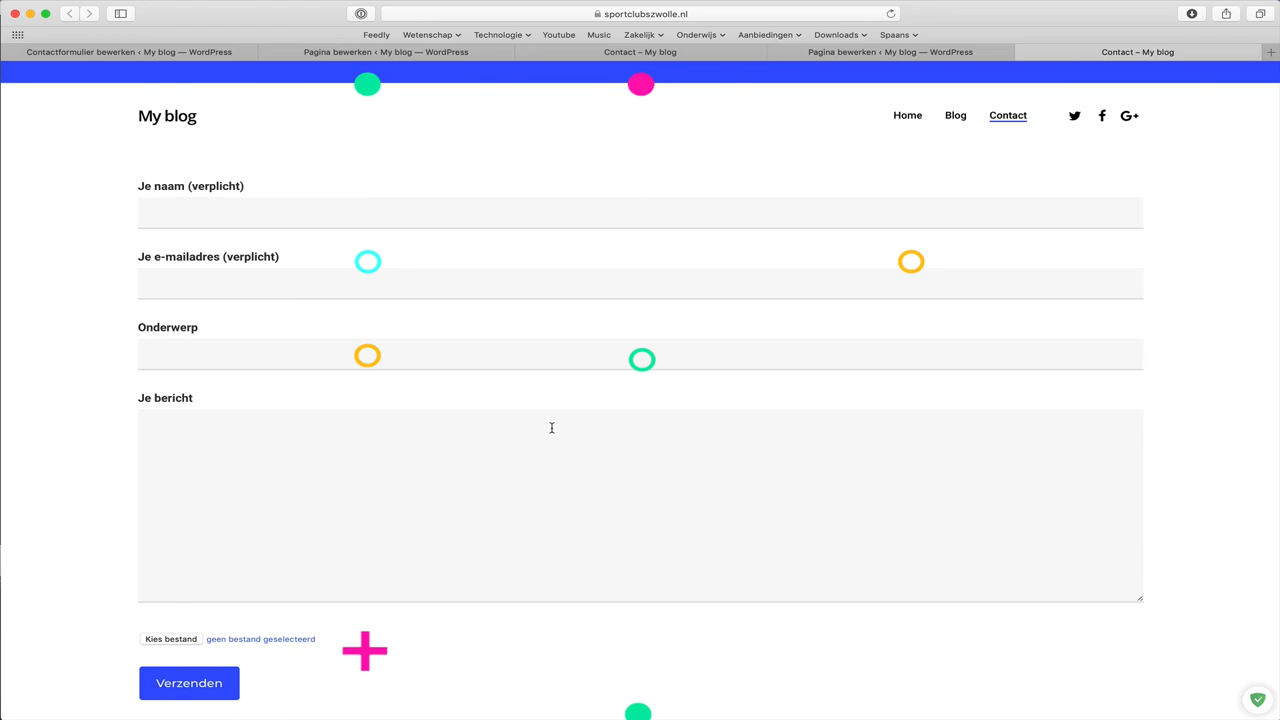 sportclubszwolle.nl
Feedly Wetenschap Technologie Youtube Music Zakelijk Onderwijs Aanbiedingen Downloads Spaans
Contactformulier bewerken ‹ My blog — WordPress Pagina bewerken ‹ My blog — WordPress Contact – My blog Pagina bewerken ‹ My blog — WordPress Contact – My blog
My blog Home Blog Contact G+
Je naam (verplicht)
Je e-mailadres (verplicht)
Onderwerp
Je bericht
Kies bestand geen bestand geselecteerd
Verzenden